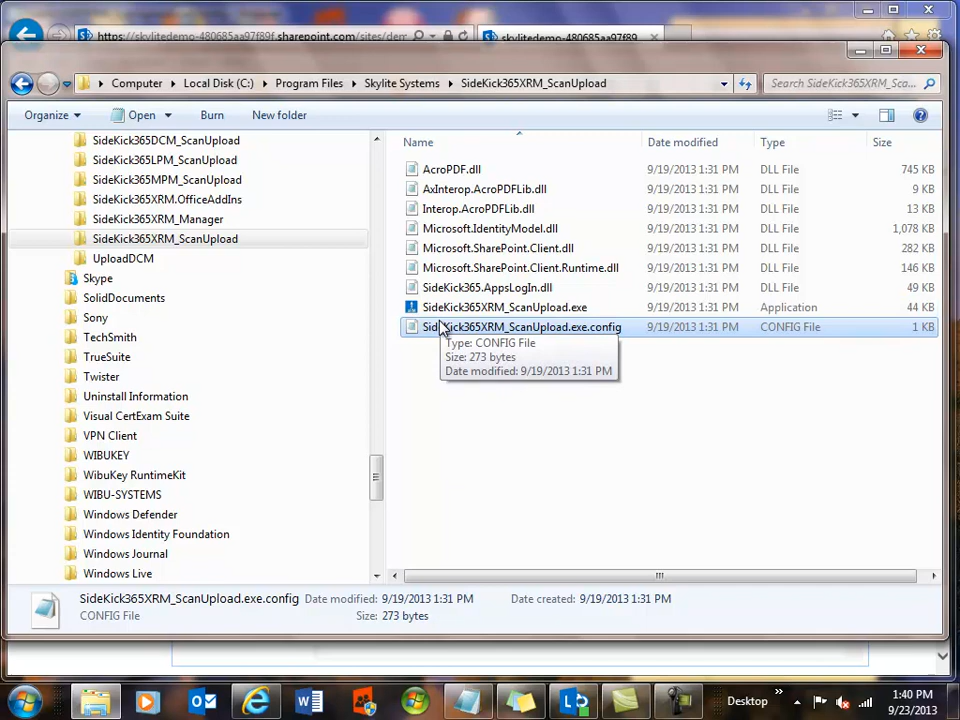 https://skylitedemo-480685aa97f89f.sharepoint.com/sites/den
skylitedemo-480685aa97f89
Computer Local Disk (C:) Program Files Skylite Systems SideKick365XRM_ScanUpload Search SideKick365XRM_Sca...
Organize Open Burn New folder
SideKick365DCM_ScanUpload
SideKick365LPM_ScanUpload
SideKick365MPM_ScanUpload
SideKick365XRM.OfficeAddIns
SideKick365XRM_Manager
SideKick365XRM_ScanUpload
UploadDCM
Skype
SolidDocuments
Sony
TechSmith
TrueSuite
Twister
Uninstall Information
Visual CertExam Suite
VPN Client
WIBUKEY
WibuKey RuntimeKit
WIBU-SYSTEMS
Windows Defender
Windows Identity Foundation
Windows Journal
Windows Live
Name Date modified Type Size
AcroPDF.dll 9/19/2013 1:31 PM DLL File 745 KB
AxInterop.AcroPDFLib.dll 9/19/2013 1:31 PM DLL File 9 KB
Interop.AcroPDFLib.dll 9/19/2013 1:31 PM DLL File 13 KB
Microsoft.IdentityModel.dll 9/19/2013 1:31 PM DLL File 1,078 KB
Microsoft.SharePoint.Client.dll 9/19/2013 1:31 PM DLL File 282 KB
Microsoft.SharePoint.Client.Runtime.dll 9/19/2013 1:31 PM DLL File 146 KB
SideKick365.AppsLogIn.dll 9/19/2013 1:31 PM DLL File 49 KB
SideKick365XRM_ScanUpload.exe 9/19/2013 1:31 PM Application 44 KB
SideKick365XRM_ScanUpload.exe.config 9/19/2013 1:31 PM CONFIG File 1 KB
Type: CONFIG File
Size: 273 bytes
Date modified: 9/19/2013 1:31 PM
SideKick365XRM_ScanUpload.exe.config Date modified: 9/19/2013 1:31 PM Date created: 9/19/2013 1:31 PM
CONFIG File Size: 273 bytes
Desktop
1:40 PM
9/23/2013